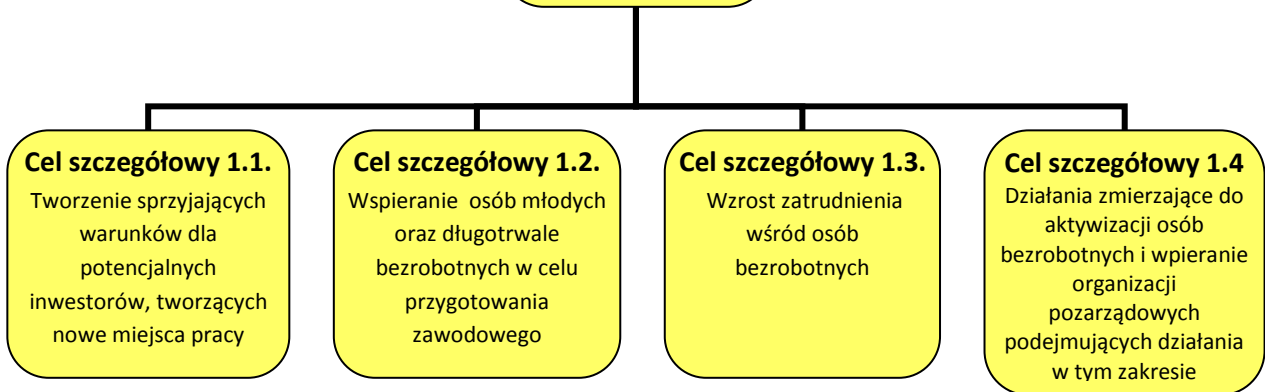 Cel szczegółowy 1.1.
Tworzenie sprzyjających
warunków dla
potencjalnych
inwestorów, tworzących
nowe miejsca pracy
Cel szczegółowy 1.2.
Wspieranie osób młodych
oraz długotrwale
bezrobotnych w celu
przygotowania
zawodowego
Cel szczegółowy 1.3.
Wzrost zatrudnienia
wśród osób
bezrobotnych
Cel szczegółowy 1.4
Działania zmierzające do
aktywizacji osób
bezrobotnych i wpieranie
organizacji
pozarządowych
podejmujących działania
w tym zakresie